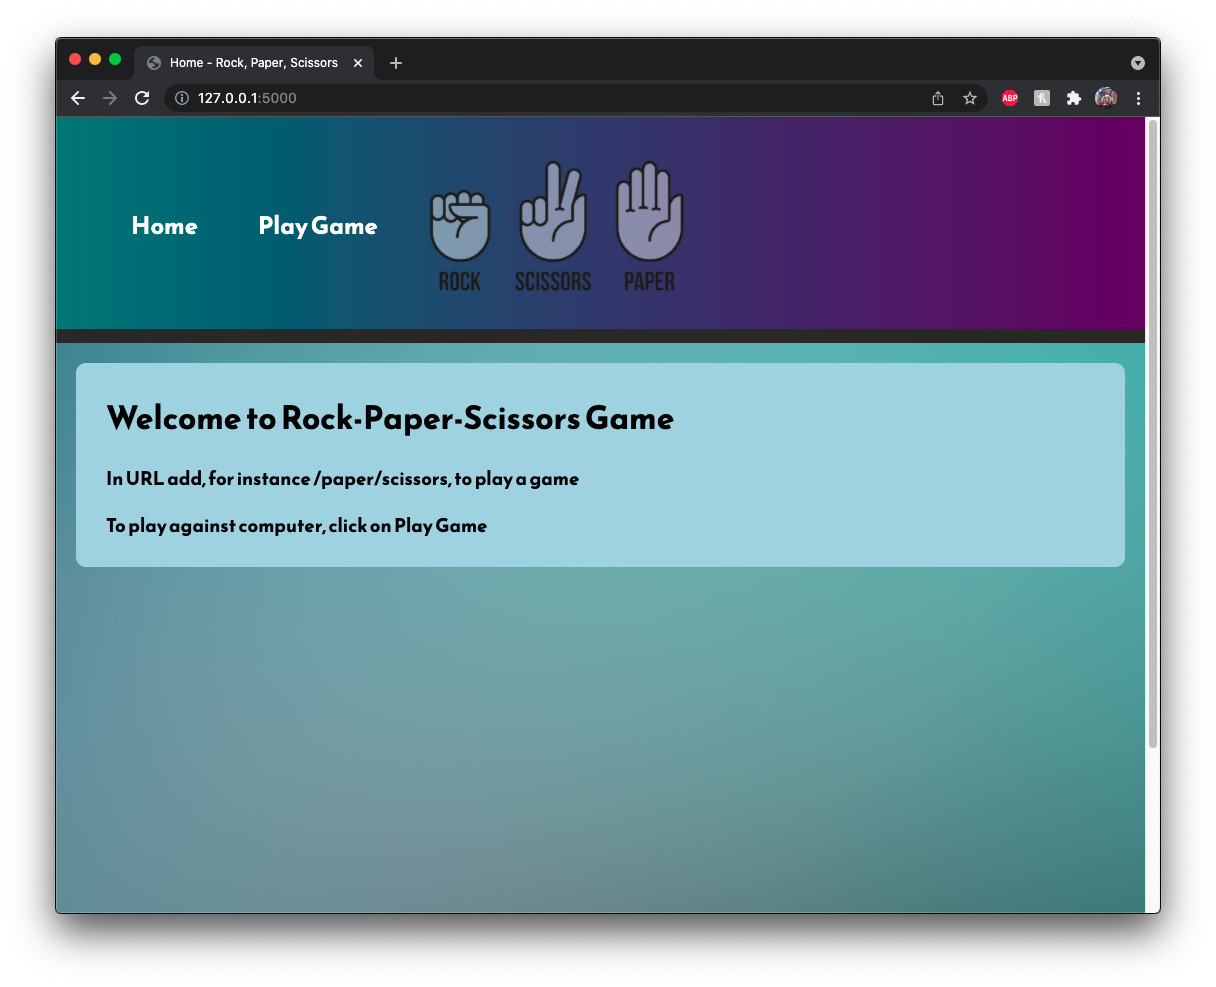 Home - Rock, Paper, Scissors
127.0.0.1:5000
ABP
Home
Play Game
ROCK
SCISSORS
PAPER
Welcome to Rock-Paper-Scissors Game
In URL add, for instance /paper/scissors, to play a game
To play against computer, click on Play Game